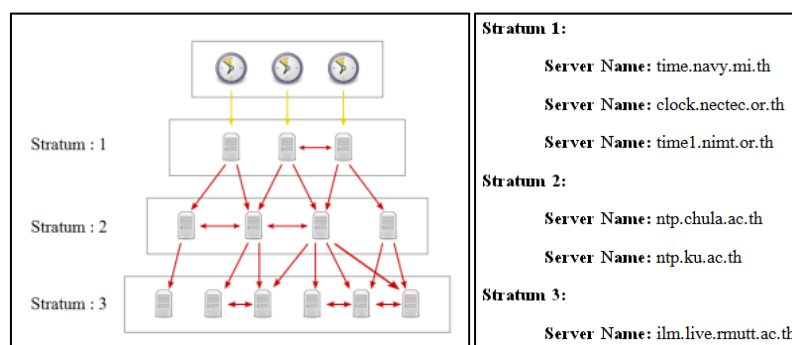 Stratum : 1
Stratum : 2
Stratum : 3
Stratum 1:
Server Name: time.navy.mi.th
Server Name: clock.nectec.or.th
Server Name: time1.nimt.or.th
Stratum 2:
Server Name: ntp.chula.ac.th
Server Name: ntp.ku.ac.th
Stratum 3:
Server Name: ilm.live.rmutt.ac.th